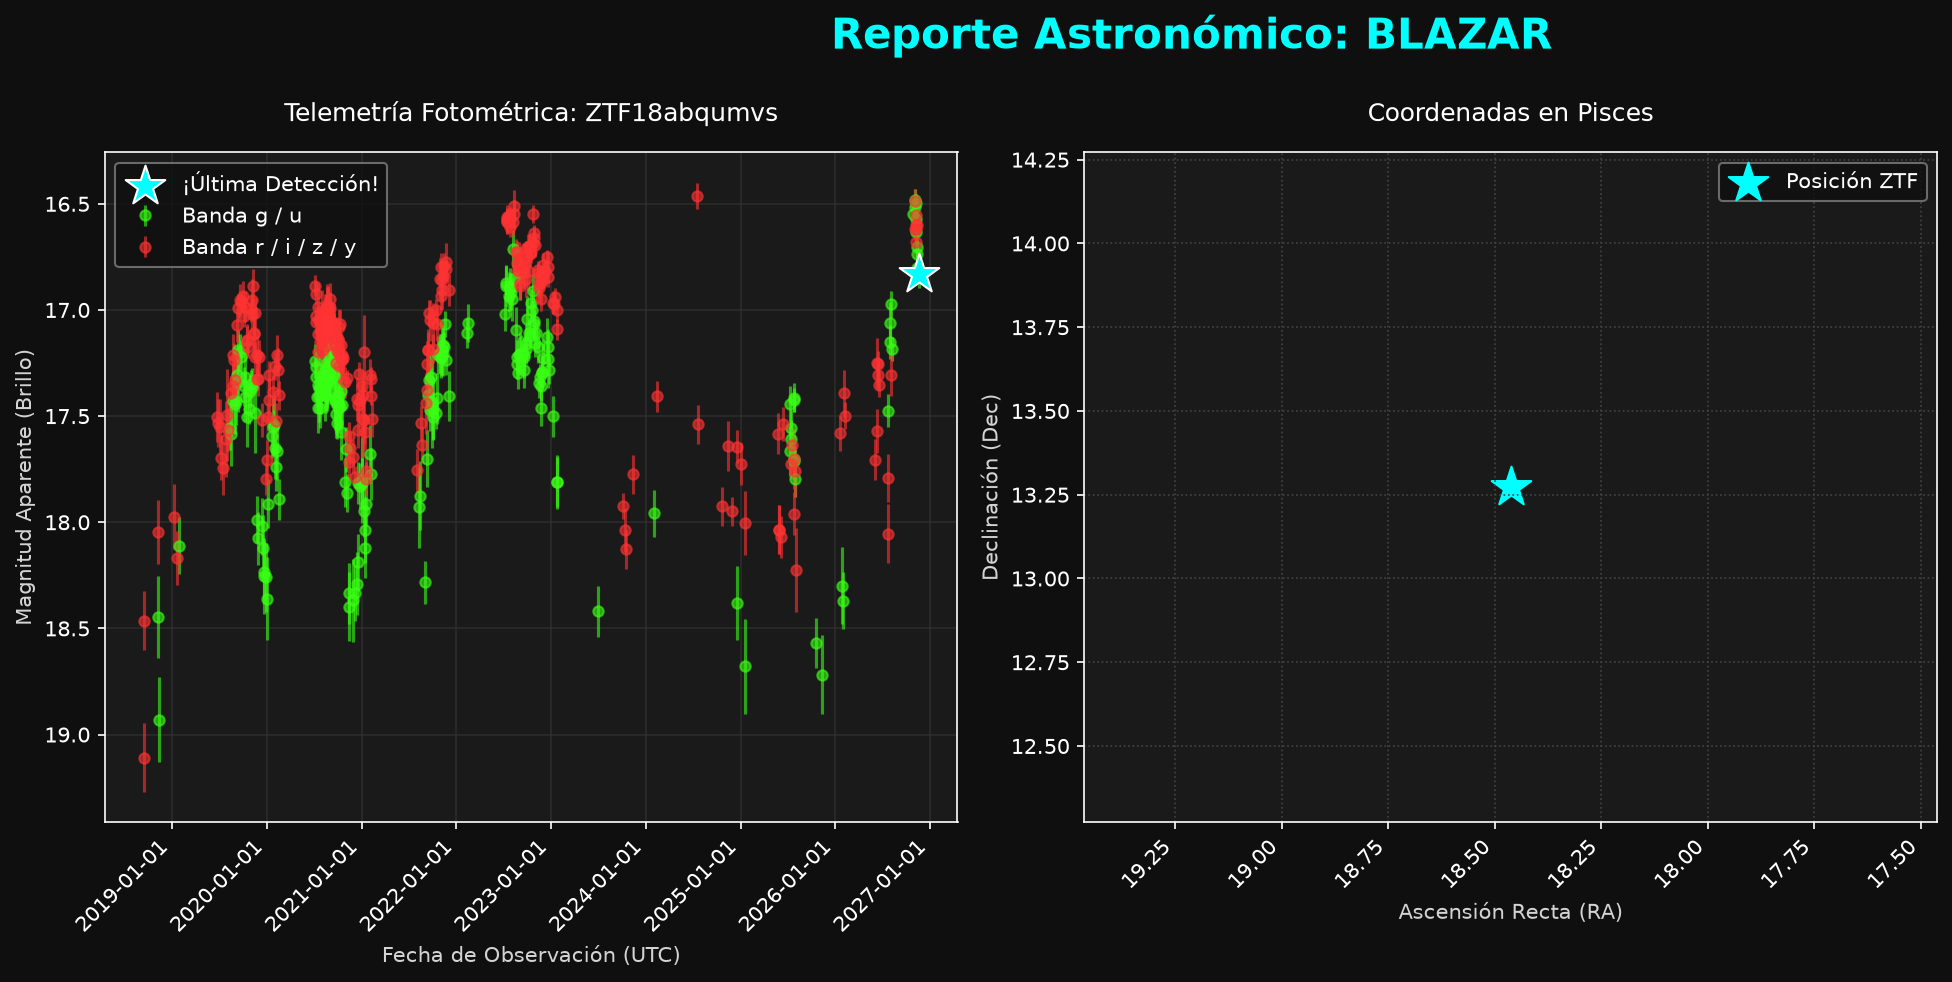 Reporte Astronómico: BLAZAR
Telemetría Fotométrica: ZTF18abqumvs
¡Última Detección!
Banda g / u
Banda r / i / z / y
Magnitud Aparente (Brillo)
16.5
17.0
17.5
18.0
18.5
19.0
2019-01-01
2020-01-01
2021-01-01
2022-01-01
2023-01-01
2024-01-01
2025-01-01
2026-01-01
2027-01-01
Fecha de Observación (UTC)
Coordenadas en Pisces
Posición ZTF
Declinación (Dec)
14.25
14.00
13.75
13.50
13.25
13.00
12.75
12.50
19.25
19.00
18.75
18.50
18.25
18.00
17.75
17.50
Ascensión Recta (RA)